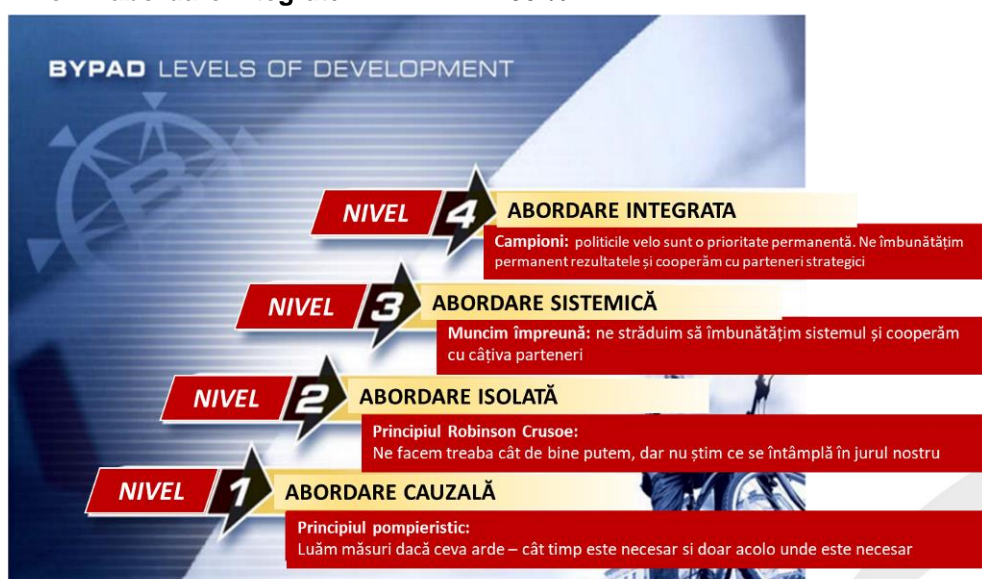 BYPAD LEVELS OF DEVELOPMENT
NIVEL 4 ABORDARE INTEGRATA
Campioni: politicile velo sunt o prioritate permanentă. Ne îmbunătățim
permanent rezultatele și cooperăm cu parteneri strategici
NIVEL 3 ABORDARE SISTEMICĂ
Muncim împreună: ne străduim să îmbunătățim sistemul și cooperăm
cu câțiva parteneri
NIVEL 2 ABORDARE ISOLATĂ
Principiul Robinson Crusoe:
Ne facem treaba cât de bine putem, dar nu știm ce se întâmplă în jurul nostru
NIVEL 1 ABORDARE CAUZALĂ
Principiul pompieristic:
Luăm măsuri dacă ceva arde – cât timp este necesar si doar acolo unde este necesar